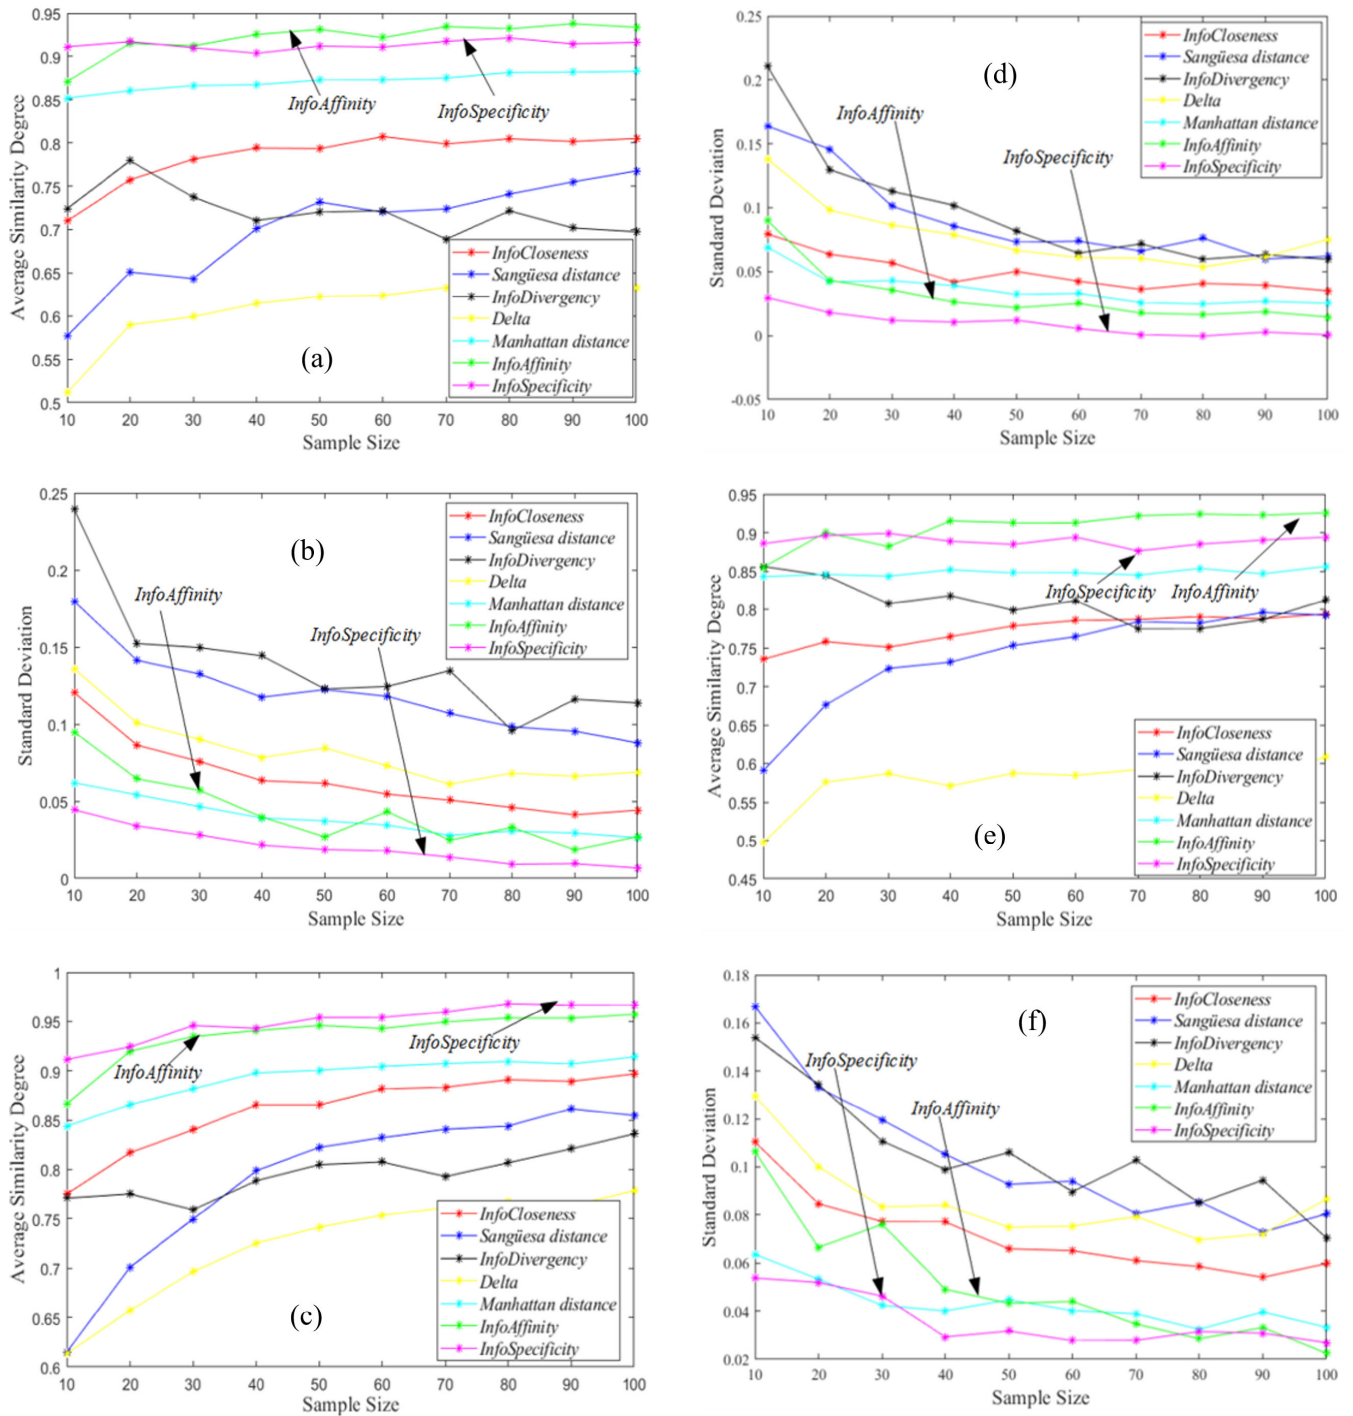 0.95
0.9
0.85
0.8
0.75
0.7
0.65
0.6
0.55
0.5
Average Similarity Degree
InfoAffinity
InfoSpecificity
(a)
InfoCloseness
Sangüesa distance
InfoDivergency
Delta
Manhattan distance
InfoAffinity
InfoSpecificity
10 20 30 40 50 60 70 80 90 100
Sample Size
0.25
0.2
0.15
0.1
0.05
0
-0.05
Standard Deviation
(d)
InfoAffinity
InfoSpecificity
InfoCloseness
Sangüesa distance
InfoDivergency
Delta
Manhattan distance
InfoAffinity
InfoSpecificity
10 20 30 40 50 60 70 80 90 100
Sample Size
0.25
0.2
0.15
0.1
0.05
0
Standard Deviation
(b)
InfoAffinity
InfoSpecificity
InfoCloseness
Sangüesa distance
InfoDivergency
Delta
Manhattan distance
InfoAffinity
InfoSpecificity
10 20 30 40 50 60 70 80 90 100
Sample Size
0.95
0.9
0.85
0.8
0.75
0.7
0.65
0.6
0.55
0.5
0.45
Average Similarity Degree
InfoSpecificity
InfoAffinity
(e)
InfoCloseness
Sangüesa distance
InfoDivergency
Delta
Manhattan distance
InfoAffinity
InfoSpecificity
10 20 30 40 50 60 70 80 90 100
Sample Size
1
0.95
0.9
0.85
0.8
0.75
0.7
0.65
0.6
Average Similarity Degree
InfoSpecificity
InfoAffinity
(c)
InfoCloseness
Sangüesa distance
InfoDivergency
Delta
Manhattan distance
InfoAffinity
InfoSpecificity
10 20 30 40 50 60 70 80 90 100
Sample Size
0.18
0.16
0.14
0.12
0.1
0.08
0.06
0.04
0.02
Standard Deviation
(f)
InfoSpecificity
InfoAffinity
InfoCloseness
Sangüesa distance
InfoDivergency
Delta
Manhattan distance
InfoAffinity
InfoSpecificity
10 20 30 40 50 60 70 80 90 100
Sample Size